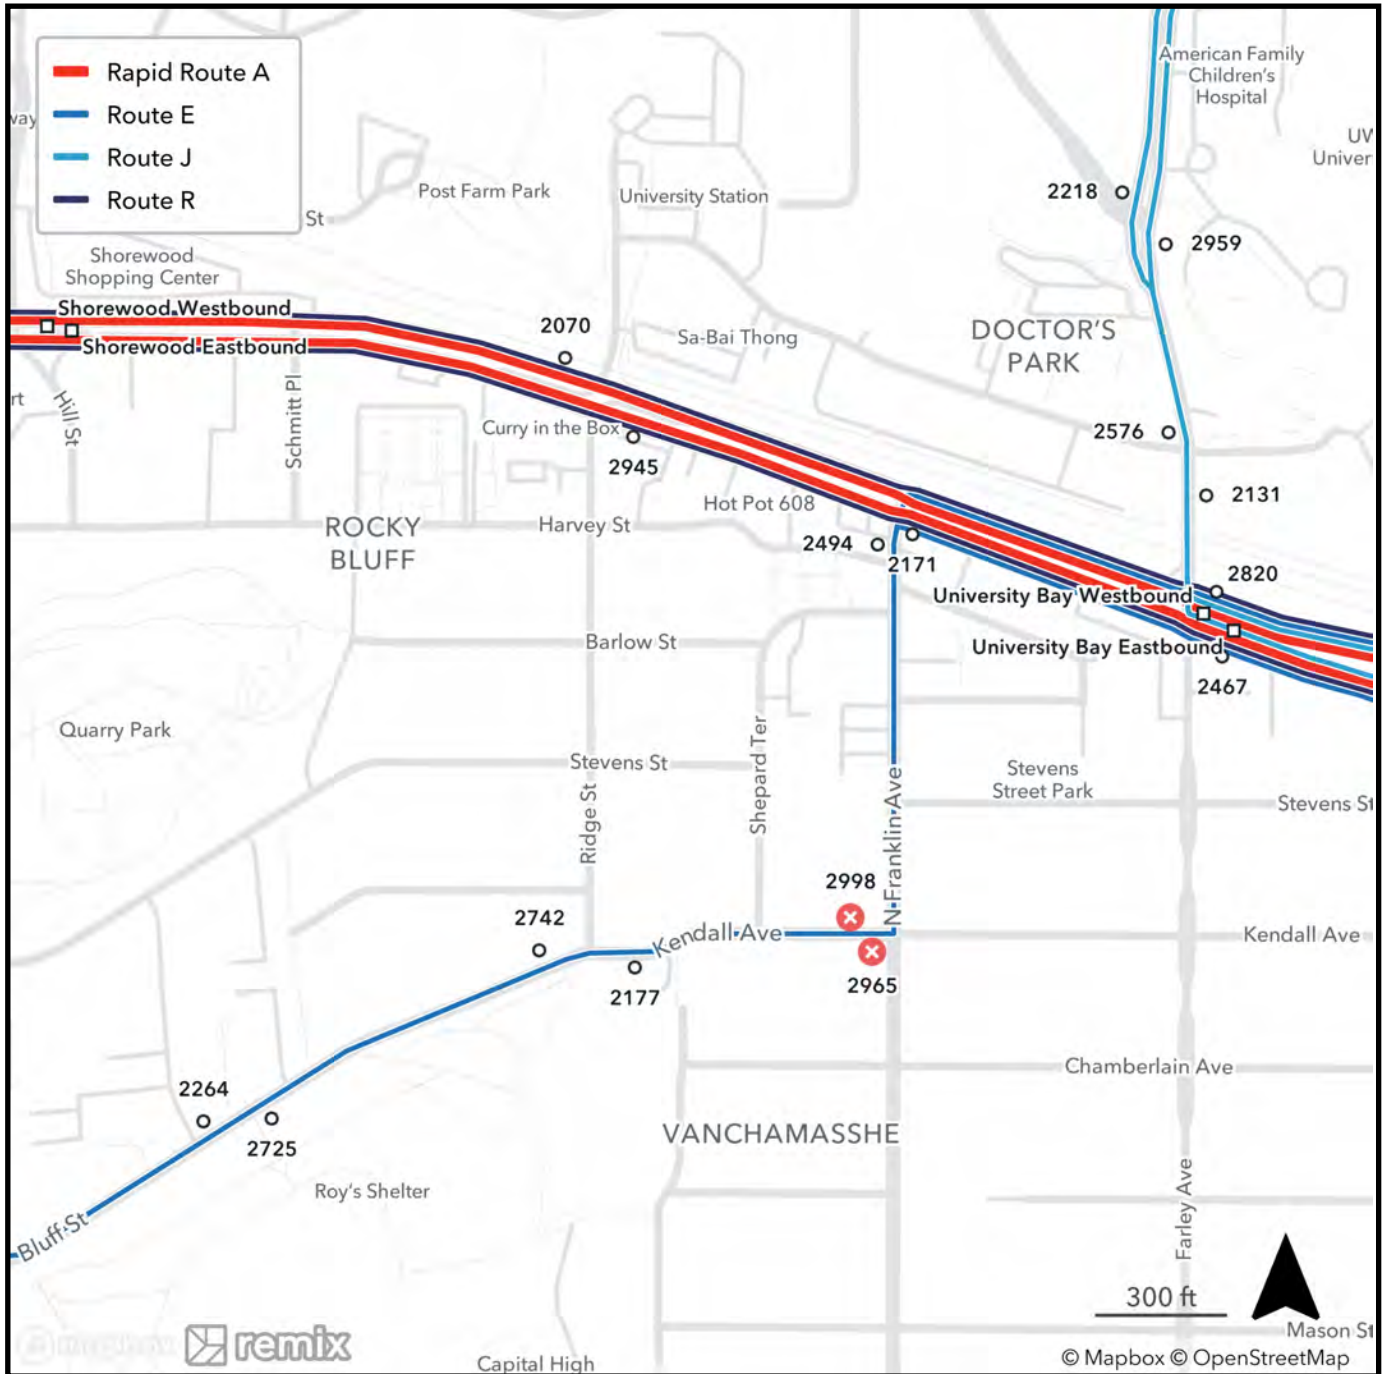 Rapid Route A
Route E
Route J
Route R
way
St
Post Farm Park
University Station
American Family
Children's
Hospital
UW
Univer
2218
2959
Shorewood
Shopping Center
Shorewood Westbound
Shorewood Eastbound
2070
Sa-Bai Thong
DOCTOR'S
PARK
rt
Hill St
Schmitt Pl
Curry in the Box
2945
2576
2131
Hot Pot 608
ROCKY
BLUFF
Harvey St
2494
2171
2820
University Bay Westbound
University Bay Eastbound
2467
Barlow St
Quarry Park
Stevens St
Shepard Ter
Ridge St
N Franklin Ave
Stevens
Street Park
Stevens St
2998
2742
Kendall Ave
Kendall Ave
2177
2965
Chamberlain Ave
2264
2725
VANCHAMASSHE
Roy's Shelter
Bluff St
Farley Ave
300 ft
mapbox
remix
Capital High
Mason St
© Mapbox © OpenStreetMap